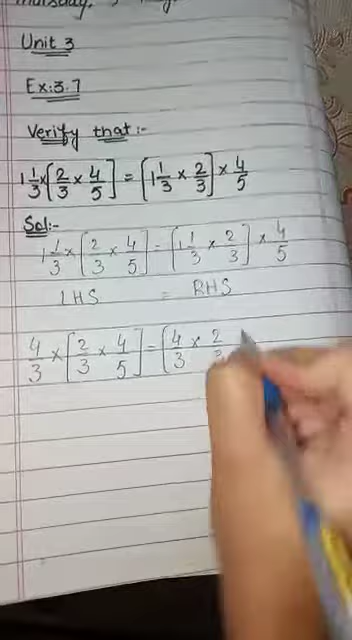 Unit 3
Ex:3.7
Verify that:-
1 1/3 × [2/3 × 4/5] = [1 1/3 × 2/3] × 4/5
Sol:-
1 1/3 × [2/3 × 4/5] = [1 1/3 × 2/3] × 4/5
LHS = RHS
4/3 × [2/3 × 4/5] = [4/3 × 2/3